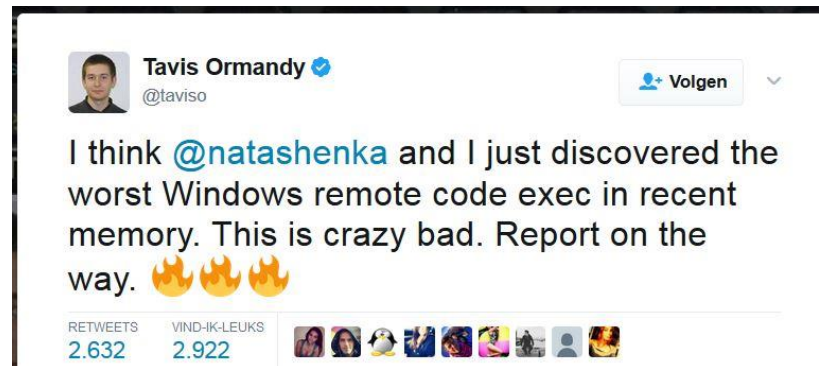 Tavis Ormandy
@taviso
Volgen
I think @natashenka and I just discovered the
worst Windows remote code exec in recent
memory. This is crazy bad. Report on the
way. 🔥🔥🔥
RETWEETS VIND-IK-LEUKS
2.632 2.922